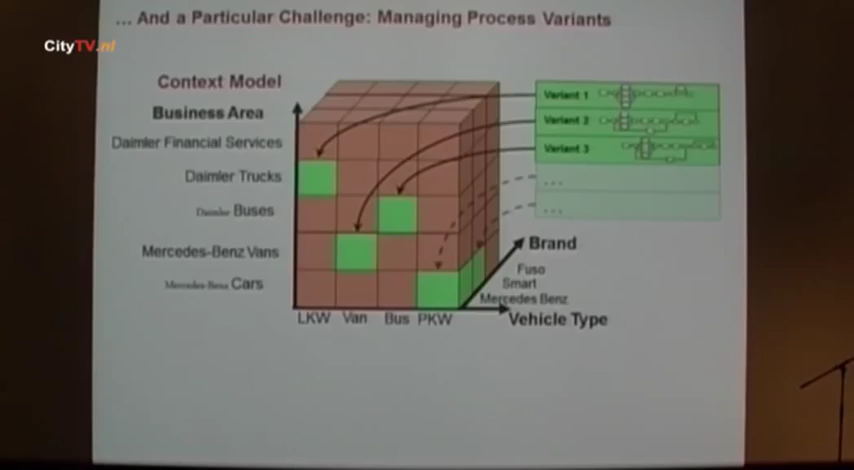 ... And a Particular Challenge: Managing Process Variants
CityTV.nl
Context Model
Business Area
Daimler Financial Services
Daimler Trucks
Daimler Buses
Mercedes-Benz Vans
Mercedes-Benz Cars
LKW Van Bus PKW
Vehicle Type
Brand
Fuso
Smart
Mercedes Benz
Variant 1
Variant 2
Variant 3
...
...